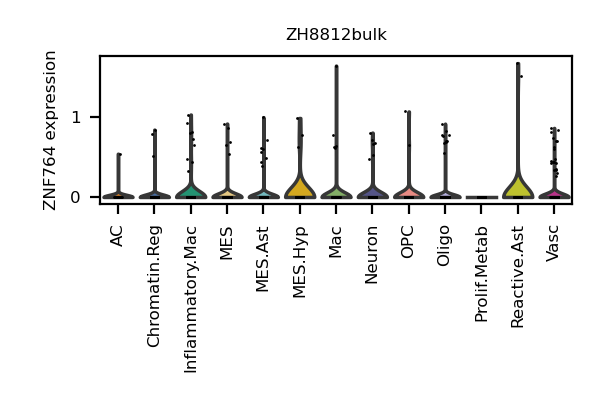 ZH8812bulk
ZNF764 expression
1
0
AC
Chromatin.Reg
Inflammatory.Mac
MES
MES.Ast
MES.Hyp
Mac
Neuron
OPC
Oligo
Prolif.Metab
Reactive.Ast
Vasc